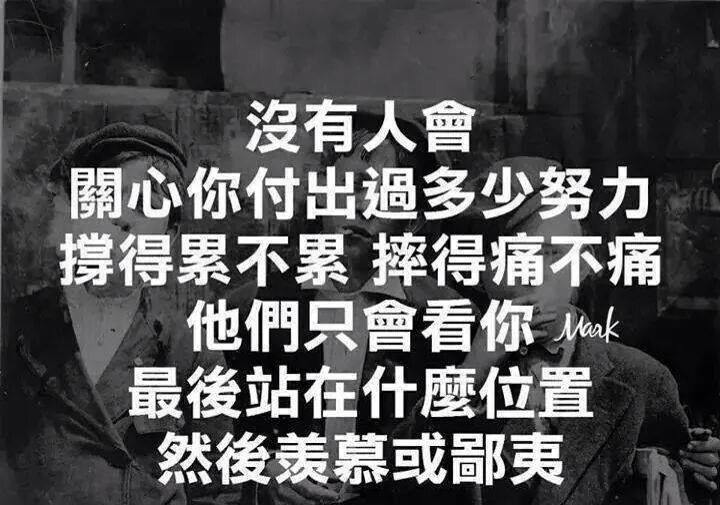 沒有人會
關心你付出過多少努力
撐得累不累 摔得痛不痛
他們只會看你
Mark
最後站在什麼位置
然後羨慕或鄙夷